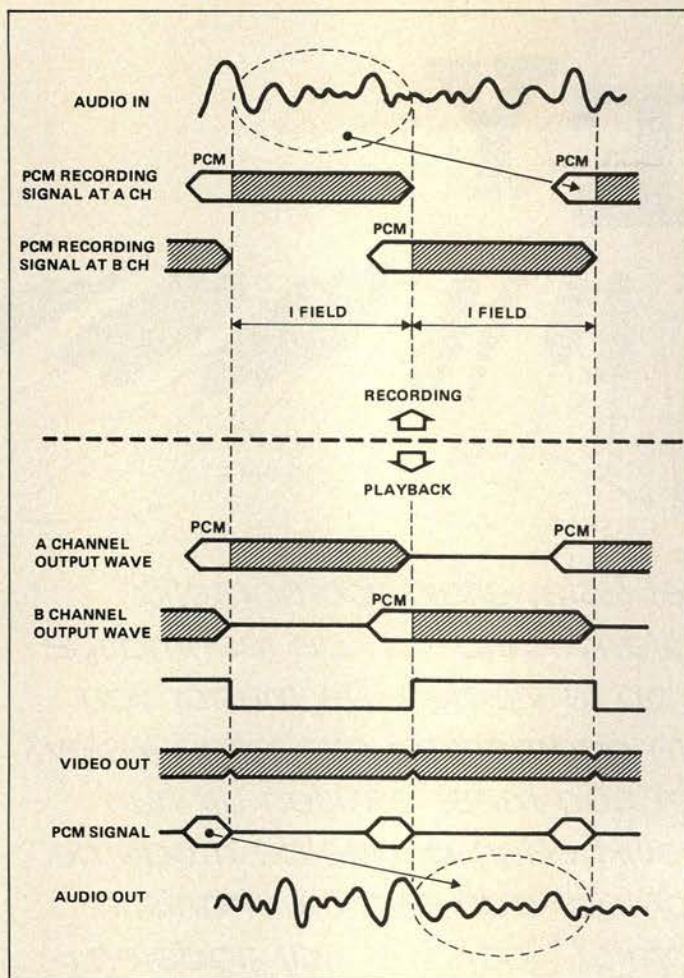 AUDIO IN
PCM RECORDING
SIGNAL AT A CH
PCM
PCM
PCM RECORDING
SIGNAL AT B CH
PCM
I FIELD
I FIELD
RECORDING
PLAYBACK
A CHANNEL
OUTPUT WAVE
PCM
PCM
B CHANNEL
OUTPUT WAVE
PCM
VIDEO OUT
PCM SIGNAL
AUDIO OUT